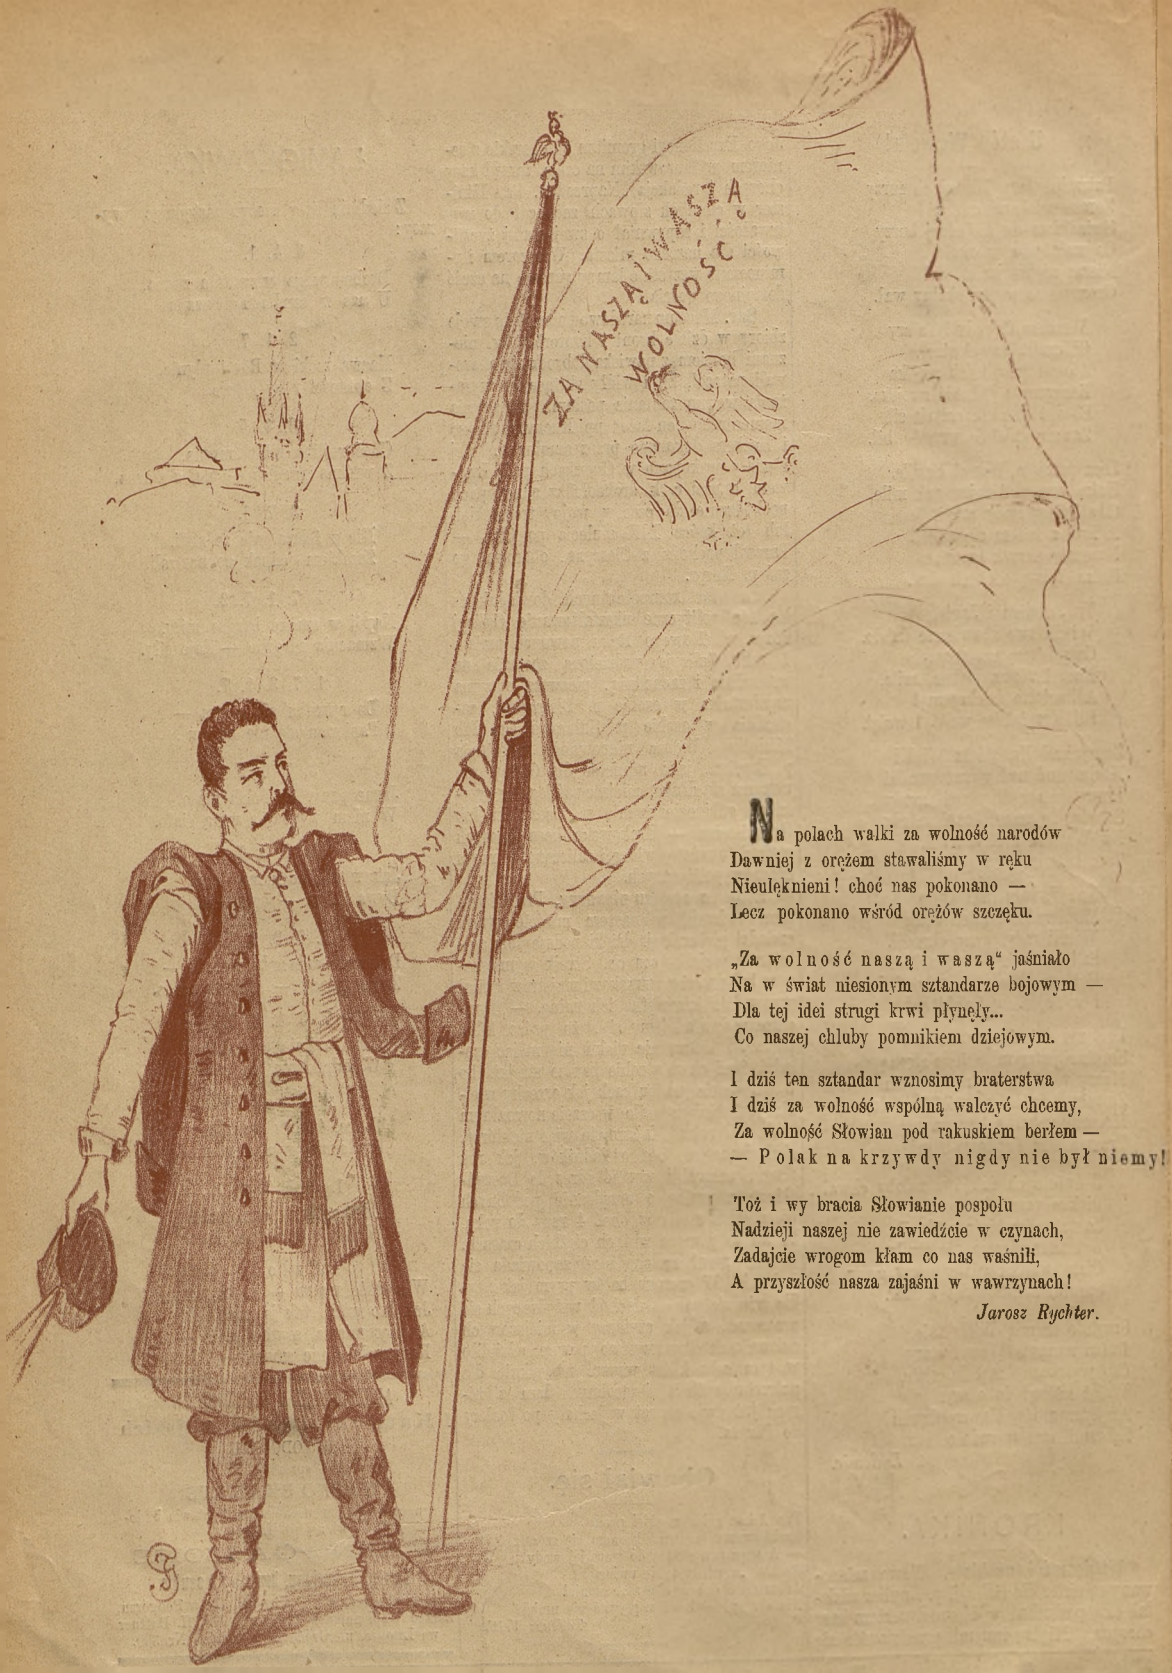 ZA NASZĄ I WASZĄ
WOLNOŚĆ
Na polach walki za wolność narodów
Dawniej z orężem stawaliśmy w ręku
Nieulęknieni! choć nas pokonano —
Lecz pokonano wśród orężów szczęku.
„Za wolność naszą i waszą“ jaśniało
Na w świat niesionym sztandarze bojowym —
Dla tej idei strugi krwi płynęły...
Co naszej chluby pomnikiem dziejowym.
I dziś ten sztandar wznosimy braterstwa
I dziś za wolność wspólną walczyć chcemy,
Za wolność Słowian pod rakuskiem berłem —
— Polak na krzywdy nigdy nie był niemy!
Toż i wy bracia Słowianie pospołu
Nadzieji naszej nie zawiedźcie w czynach,
Zadajcie wrogom kłam co nas waśnili,
A przyszłość nasza zajaśni w wawrzynach!
Jarosz Rychter.